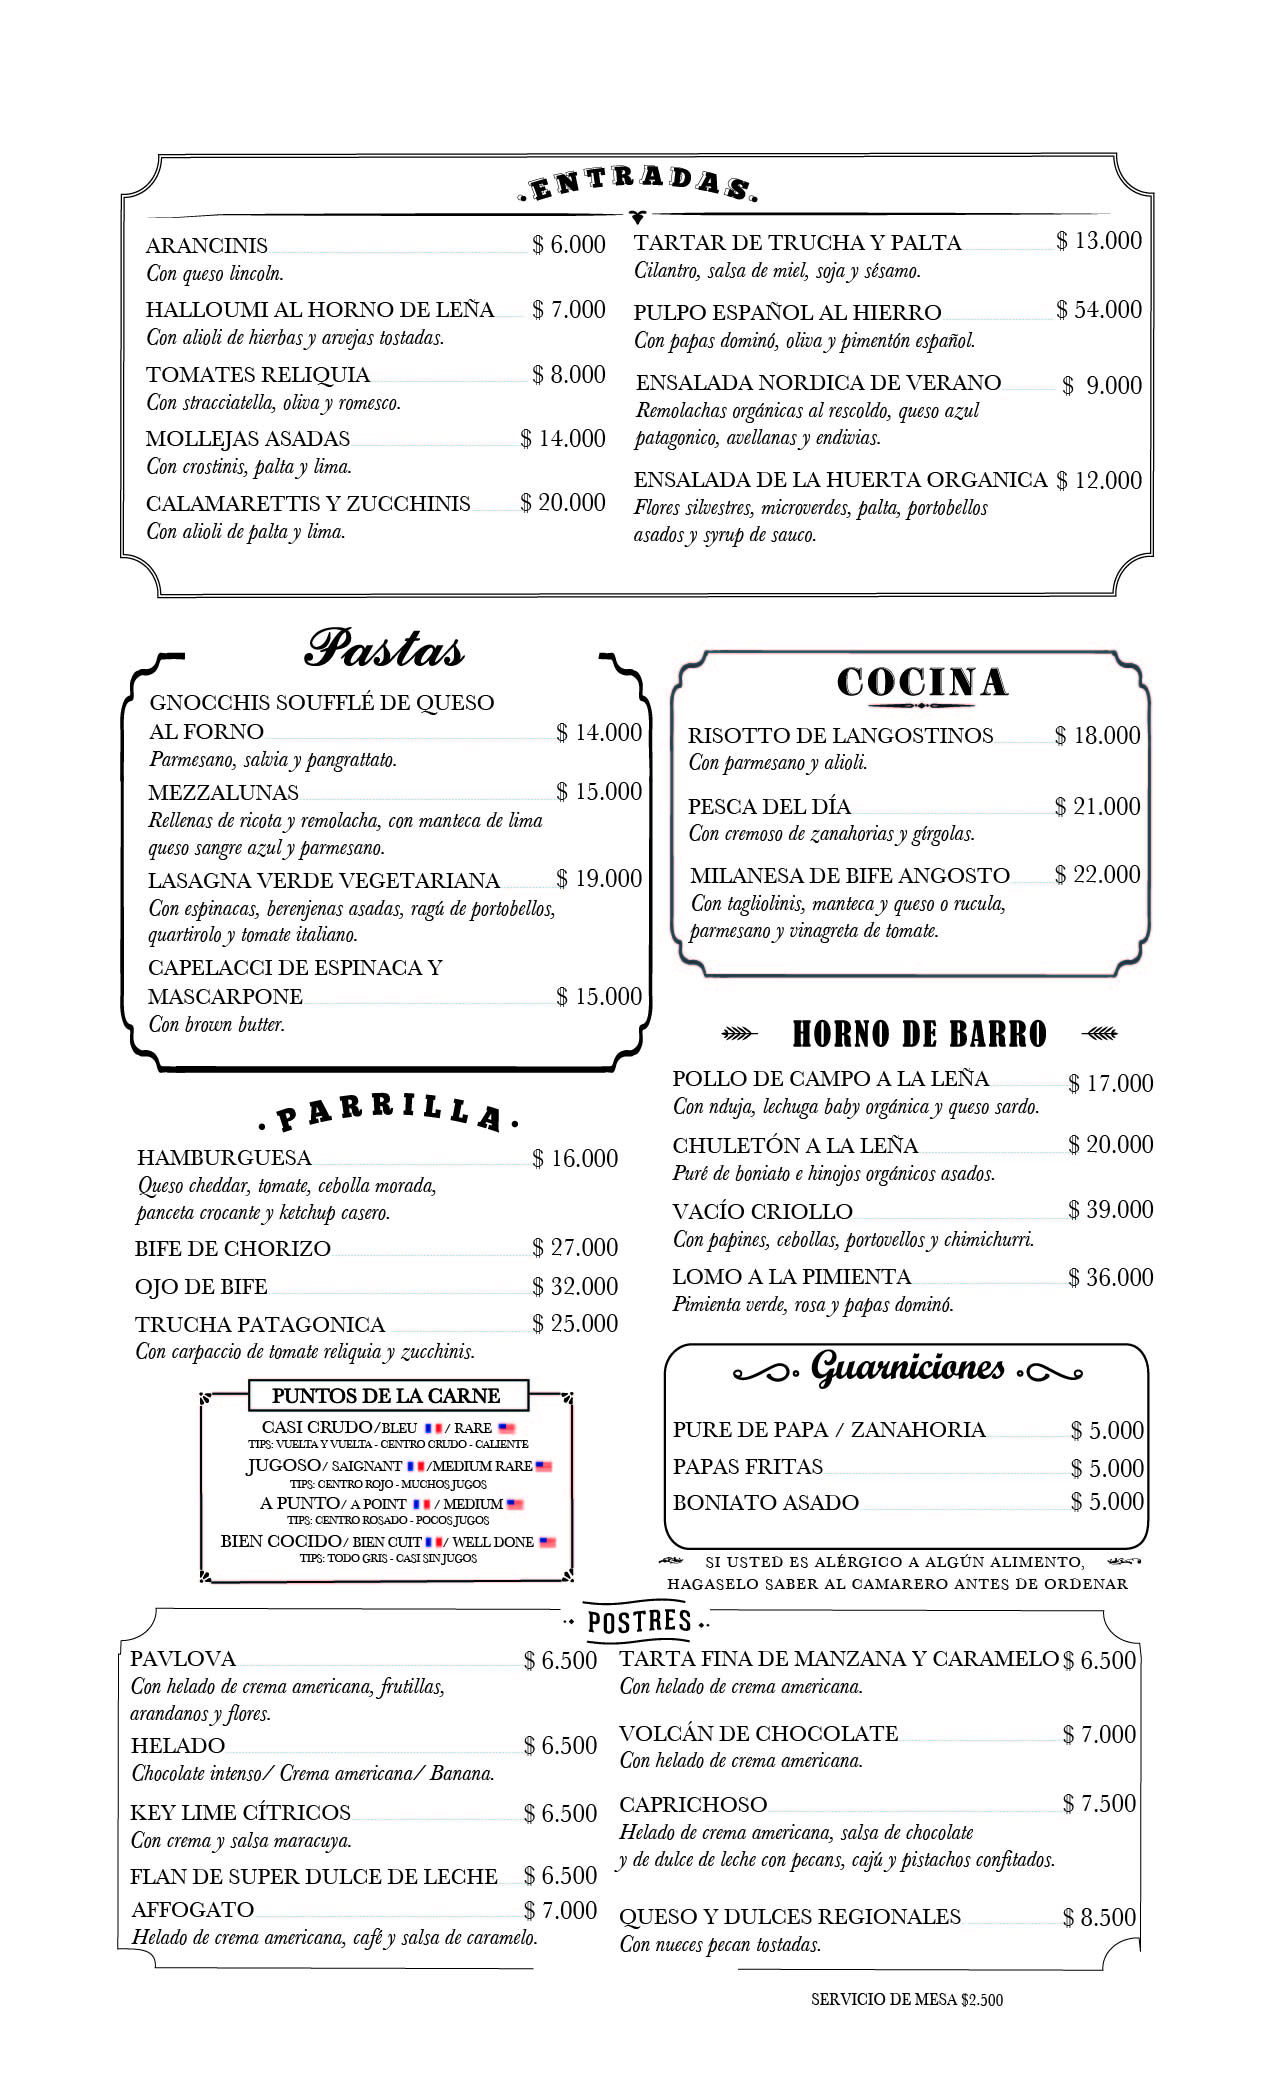 .ENTRADAS.
ARANCINIS $ 6.000
Con queso lincoln.
HALLOUMI AL HORNO DE LEÑA $ 7.000
Con alioli de hierbas y arvejas tostadas.
TOMATES RELIQUIA $ 8.000
Con stracciatella, oliva y romesco.
MOLLEJAS ASADAS $ 14.000
Con crostinis, palta y lima.
CALAMARETTIS Y ZUCCHINIS $ 20.000
Con alioli de palta y lima.
TARTAR DE TRUCHA Y PALTA $ 13.000
Cilantro, salsa de miel, soja y sésamo.
PULPO ESPAÑOL AL HIERRO $ 54.000
Con papas dominó, oliva y pimentón español.
ENSALADA NORDICA DE VERANO $ 9.000
Remolachas orgánicas al rescoldo, queso azul
patagonico, avellanas y endivias.
ENSALADA DE LA HUERTA ORGANICA $ 12.000
Flores silvestres, microverdes, palta, portobellos
asados y syrup de sauco.
Pastas
GNOCCHIS SOUFFLÉ DE QUESO
AL FORNO $ 14.000
Parmesano, salvia y pangrattato.
MEZZALUNAS $ 15.000
Rellenas de ricota y remolacha, con manteca de lima
queso sangre azul y parmesano.
LASAGNA VERDE VEGETARIANA $ 19.000
Con espinacas, berenjenas asadas, ragú de portobellos,
quartirolo y tomate italiano.
CAPELACCI DE ESPINACA Y
MASCARPONE $ 15.000
Con brown butter.
COCINA
RISOTTO DE LANGOSTINOS $ 18.000
Con parmesano y alioli.
PESCA DEL DÍA $ 21.000
Con cremoso de zanahorias y gírgolas.
MILANESA DE BIFE ANGOSTO $ 22.000
Con tagliolinis, manteca y queso o rucula,
parmesano y vinagreta de tomate.
HORNO DE BARRO
POLLO DE CAMPO A LA LEÑA $ 17.000
Con nduja, lechuga baby orgánica y queso sardo.
CHULETÓN A LA LEÑA $ 20.000
Puré de boniato e hinojos orgánicos asados.
VACÍO CRIOLLO $ 39.000
Con papines, cebollas, portovellos y chimichurri.
LOMO A LA PIMIENTA $ 36.000
Pimienta verde, rosa y papas dominó.
.PARRILLA.
HAMBURGUESA $ 16.000
Queso cheddar, tomate, cebolla morada,
panceta crocante y ketchup casero.
BIFE DE CHORIZO $ 27.000
OJO DE BIFE $ 32.000
TRUCHA PATAGONICA $ 25.000
Con carpaccio de tomate reliquia y zucchinis.
PUNTOS DE LA CARNE
CASI CRUDO/BLEU / RARE
TIPS: VUELTA Y VUELTA - CENTRO CRUDO - CALIENTE
JUGOSO/ SAIGNANT /MEDIUM RARE
TIPS: CENTRO ROJO - MUCHOS JUGOS
A PUNTO/ A POINT / MEDIUM
TIPS: CENTRO ROSADO - POCOS JUGOS
BIEN COCIDO/ BIEN CUIT / WELL DONE
TIPS: TODO GRIS - CASI SIN JUGOS
Guarniciones
PURE DE PAPA / ZANAHORIA $ 5.000
PAPAS FRITAS $ 5.000
BONIATO ASADO $ 5.000
SI USTED ES ALÉRGICO A ALGÚN ALIMENTO,
HAGASELO SABER AL CAMARERO ANTES DE ORDENAR
POSTRES
PAVLOVA $ 6.500
Con helado de crema americana, frutillas,
arandanos y flores.
HELADO $ 6.500
Chocolate intenso/ Crema americana/ Banana.
KEY LIME CÍTRICOS $ 6.500
Con crema y salsa maracuya.
FLAN DE SUPER DULCE DE LECHE $ 6.500
AFFOGATO $ 7.000
Helado de crema americana, café y salsa de caramelo.
TARTA FINA DE MANZANA Y CARAMELO $ 6.500
Con helado de crema americana.
VOLCÁN DE CHOCOLATE $ 7.000
Con helado de crema americana.
CAPRICHOSO $ 7.500
Helado de crema americana, salsa de chocolate
y de dulce de leche con pecans, cajú y pistachos confitados.
QUESO Y DULCES REGIONALES $ 8.500
Con nueces pecan tostadas.
SERVICIO DE MESA $2.500